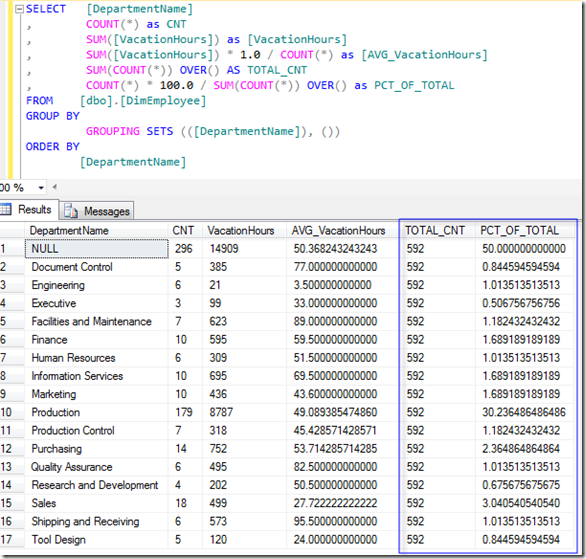 SELECT [DepartmentName]
, COUNT(*) as CNT
, SUM([VacationHours]) as [VacationHours]
, SUM([VacationHours]) * 1.0 / COUNT(*) as [AVG_VacationHours]
, SUM(COUNT(*)) OVER() AS TOTAL_CNT
, COUNT(*) * 100.0 / SUM(COUNT(*)) OVER() as PCT_OF_TOTAL
FROM [dbo].[DimEmployee]
GROUP BY
GROUPING SETS (([DepartmentName]), ())
ORDER BY
[DepartmentName]
00 %
Results Messages
DepartmentName CNT VacationHours AVG_VacationHours TOTAL_CNT PCT_OF_TOTAL
1 NULL 296 14909 50.368243243243 592 50.000000000000
2 Document Control 5 385 77.000000000000 592 0.844594594594
3 Engineering 6 21 3.500000000000 592 1.013513513513
4 Executive 3 99 33.000000000000 592 0.506756756756
5 Facilities and Maintenance 7 623 89.000000000000 592 1.182432432432
6 Finance 10 595 59.500000000000 592 1.689189189189
7 Human Resources 6 309 51.500000000000 592 1.013513513513
8 Information Services 10 695 69.500000000000 592 1.689189189189
9 Marketing 10 436 43.600000000000 592 1.689189189189
10 Production 179 8787 49.089385474860 592 30.236486486486
11 Production Control 7 318 45.428571428571 592 1.182432432432
12 Purchasing 14 752 53.714285714285 592 2.364864864864
13 Quality Assurance 6 495 82.500000000000 592 1.013513513513
14 Research and Development 4 202 50.500000000000 592 0.675675675675
15 Sales 18 499 27.722222222222 592 3.040540540540
16 Shipping and Receiving 6 573 95.500000000000 592 1.013513513513
17 Tool Design 5 120 24.000000000000 592 0.844594594594